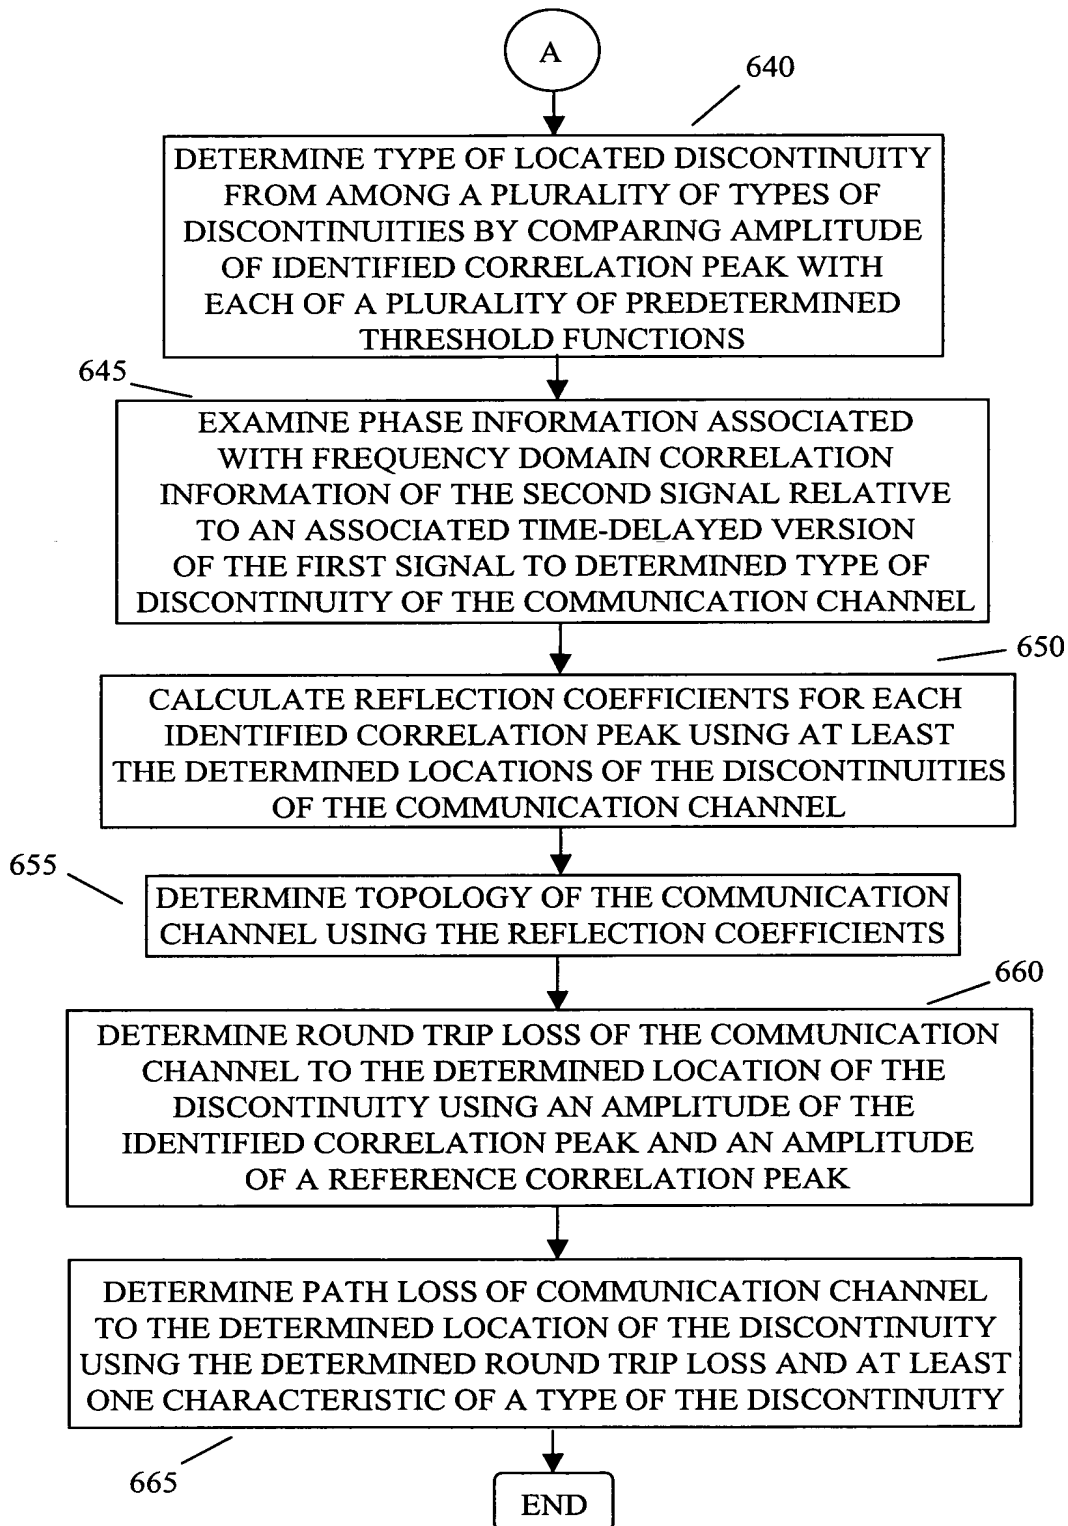 A
640
DETERMINE TYPE OF LOCATED DISCONTINUITY
FROM AMONG A PLURALITY OF TYPES OF
DISCONTINUITIES BY COMPARING AMPLITUDE
OF IDENTIFIED CORRELATION PEAK WITH
EACH OF A PLURALITY OF PREDETERMINED
THRESHOLD FUNCTIONS
645
EXAMINE PHASE INFORMATION ASSOCIATED
WITH FREQUENCY DOMAIN CORRELATION
INFORMATION OF THE SECOND SIGNAL RELATIVE
TO AN ASSOCIATED TIME-DELAYED VERSION
OF THE FIRST SIGNAL TO DETERMINED TYPE OF
DISCONTINUITY OF THE COMMUNICATION CHANNEL
650
CALCULATE REFLECTION COEFFICIENTS FOR EACH
IDENTIFIED CORRELATION PEAK USING AT LEAST
THE DETERMINED LOCATIONS OF THE DISCONTINUITIES
OF THE COMMUNICATION CHANNEL
655
DETERMINE TOPOLOGY OF THE COMMUNICATION
CHANNEL USING THE REFLECTION COEFFICIENTS
660
DETERMINE ROUND TRIP LOSS OF THE COMMUNICATION
CHANNEL TO THE DETERMINED LOCATION OF THE
DISCONTINUITY USING AN AMPLITUDE OF THE
IDENTIFIED CORRELATION PEAK AND AN AMPLITUDE
OF A REFERENCE CORRELATION PEAK
DETERMINE PATH LOSS OF COMMUNICATION CHANNEL
TO THE DETERMINED LOCATION OF THE DISCONTINUITY
USING THE DETERMINED ROUND TRIP LOSS AND AT LEAST
ONE CHARACTERISTIC OF A TYPE OF THE DISCONTINUITY
665
END